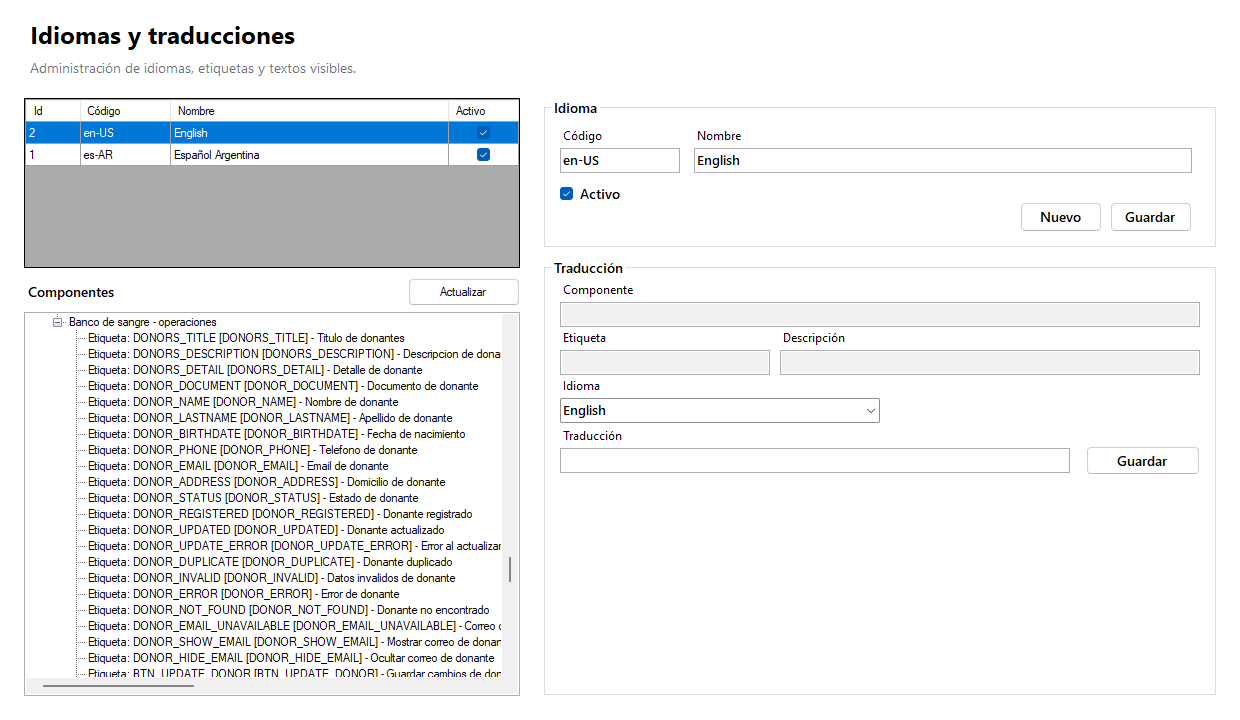 Idiomas y traducciones
Administración de idiomas, etiquetas y textos visibles.
Id Código Nombre Activo
2 en-US English
1 es-AR Español Argentina
Componentes
Actualizar
Banco de sangre - operaciones
Etiqueta: DONORS_TITLE [DONORS_TITLE] - Titulo de donantes
Etiqueta: DONORS_DESCRIPTION [DONORS_DESCRIPTION] - Descripcion de dona
Etiqueta: DONORS_DETAIL [DONORS_DETAIL] - Detalle de donante
Etiqueta: DONOR_DOCUMENT [DONOR_DOCUMENT] - Documento de donante
Etiqueta: DONOR_NAME [DONOR_NAME] - Nombre de donante
Etiqueta: DONOR_LASTNAME [DONOR_LASTNAME] - Apellido de donante
Etiqueta: DONOR_BIRTHDATE [DONOR_BIRTHDATE] - Fecha de nacimiento
Etiqueta: DONOR_PHONE [DONOR_PHONE] - Telefono de donante
Etiqueta: DONOR_EMAIL [DONOR_EMAIL] - Email de donante
Etiqueta: DONOR_ADDRESS [DONOR_ADDRESS] - Domicilio de donante
Etiqueta: DONOR_STATUS [DONOR_STATUS] - Estado de donante
Etiqueta: DONOR_REGISTERED [DONOR_REGISTERED] - Donante registrado
Etiqueta: DONOR_UPDATED [DONOR_UPDATED] - Donante actualizado
Etiqueta: DONOR_UPDATE_ERROR [DONOR_UPDATE_ERROR] - Error al actualizar
Etiqueta: DONOR_DUPLICATE [DONOR_DUPLICATE] - Donante duplicado
Etiqueta: DONOR_INVALID [DONOR_INVALID] - Datos invalidos de donante
Etiqueta: DONOR_ERROR [DONOR_ERROR] - Error de donante
Etiqueta: DONOR_NOT_FOUND [DONOR_NOT_FOUND] - Donante no encontrado
Etiqueta: DONOR_EMAIL_UNAVAILABLE [DONOR_EMAIL_UNAVAILABLE] - Correo
Etiqueta: DONOR_SHOW_EMAIL [DONOR_SHOW_EMAIL] - Mostrar correo de donan
Etiqueta: DONOR_HIDE_EMAIL [DONOR_HIDE_EMAIL] - Ocultar correo de donante
Etiqueta: BTN_UPDATE_DONOR [BTN_UPDATE_DONOR] - Guardar cambios de don
Idioma
Código Nombre
en-US English
Activo
Nuevo Guardar
Traducción
Componente
Etiqueta Descripción
Idioma
English
Traducción
Guardar